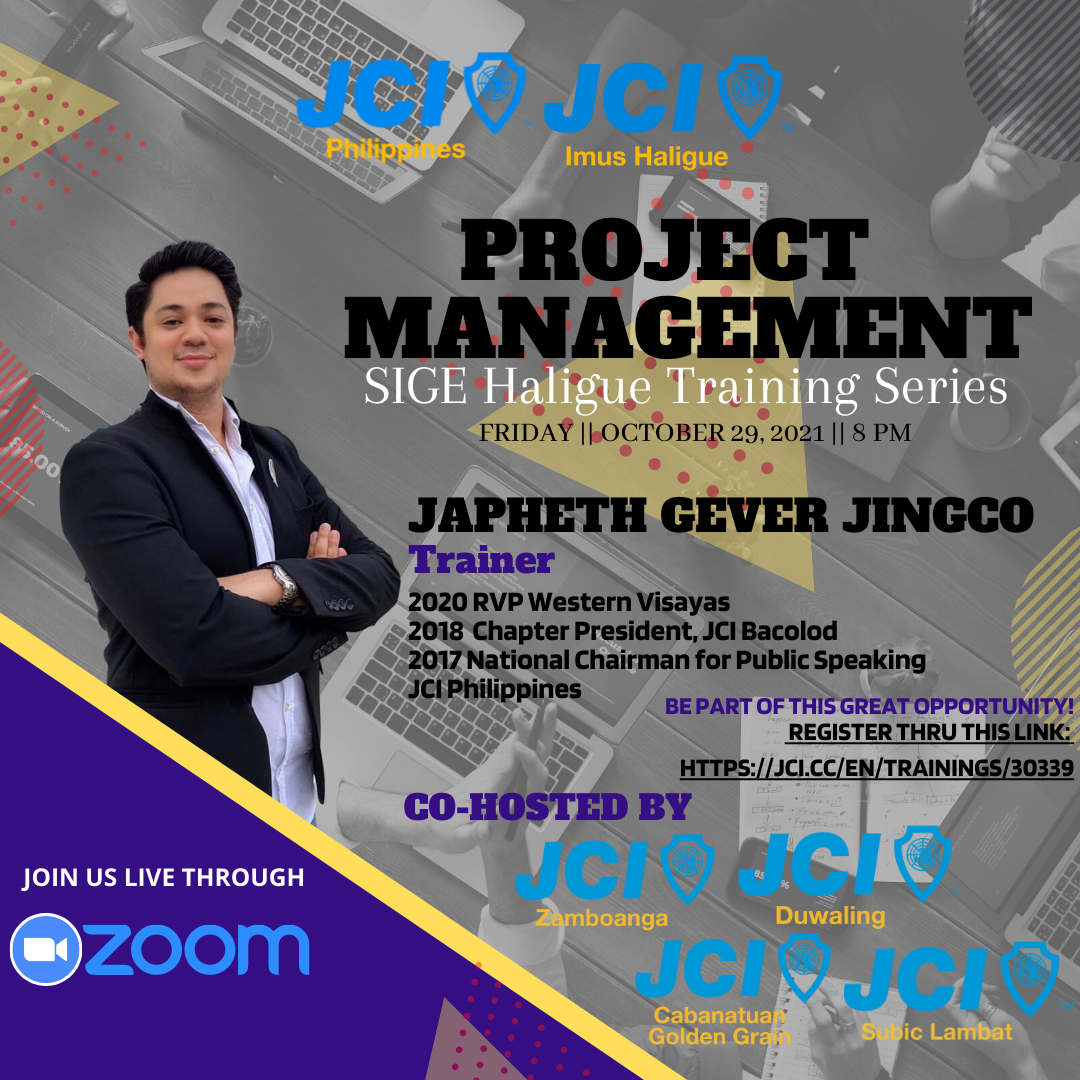 JCI JCI
Philippines
Imus Haligue
PROJECT
MANAGEMENT
SIGE Haligue Training Series
FRIDAY || OCTOBER 29, 2021 || 8 PM
JAPHETH GEVER JINGCO
Trainer
2020 RVP Western Visayas
2018 Chapter President, JCI Bacolod
2017 National Chairman for Public Speaking
JCI Philippines
BE PART OF THIS GREAT OPPORTUNITY!
REGISTER THRU THIS LINK:
HTTPS://JCI.CC/EN/TRAININGS/30339
CO-HOSTED BY
JCI JCI
Zamboanga
Duwaling
JCI JCI
Cabanatuan
Golden Grain
Subic Lambat
JOIN US LIVE THROUGH
zoom